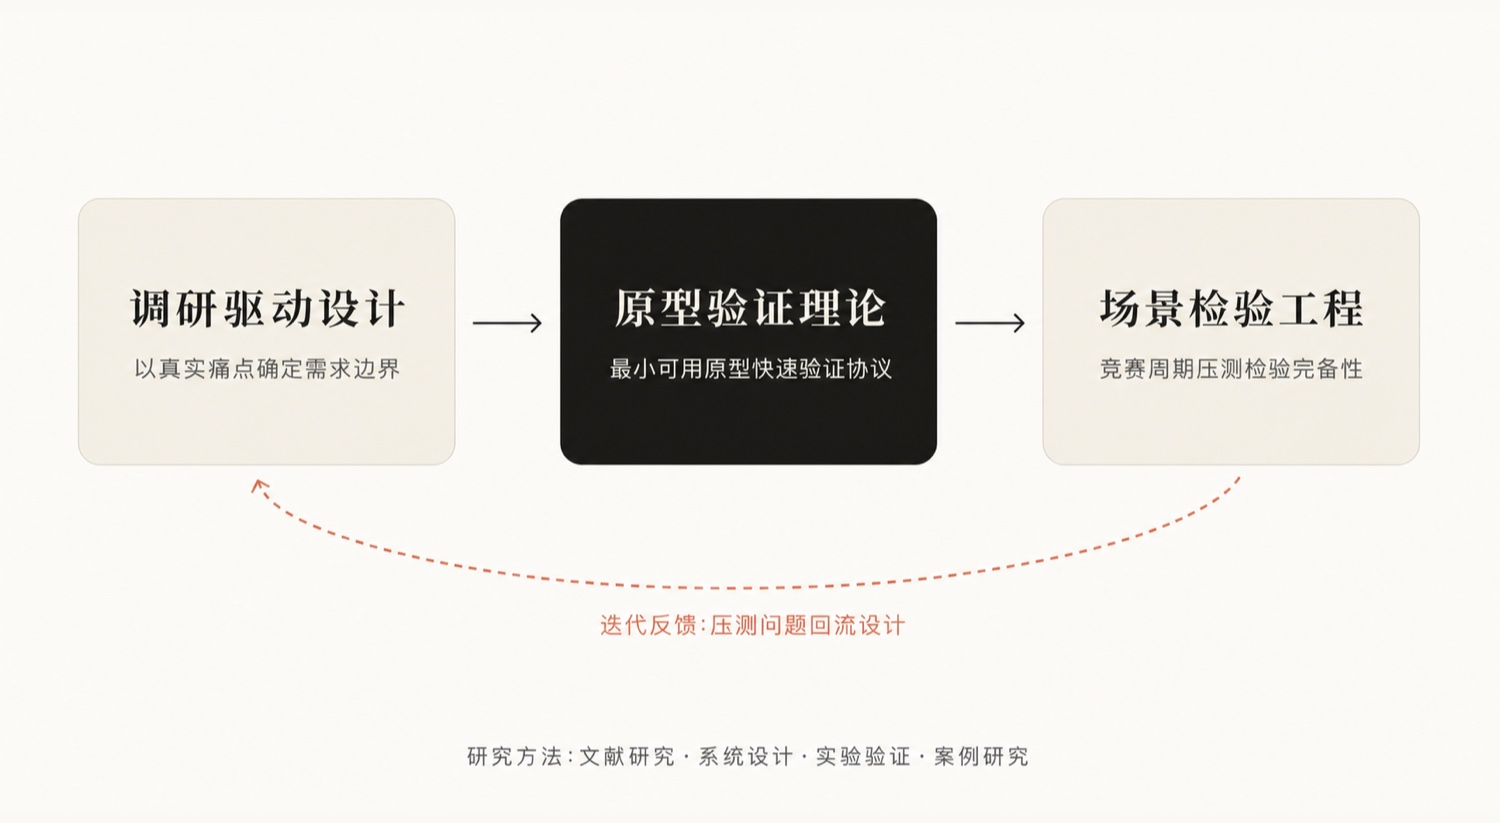 调研驱动设计
以真实痛点确定需求边界
原型验证理论
最小可用原型快速验证协议
场景检验工程
竞赛周期压测检验完备性
迭代反馈:压测问题回流设计
研究方法:文献研究·系统设计·实验验证·案例研究